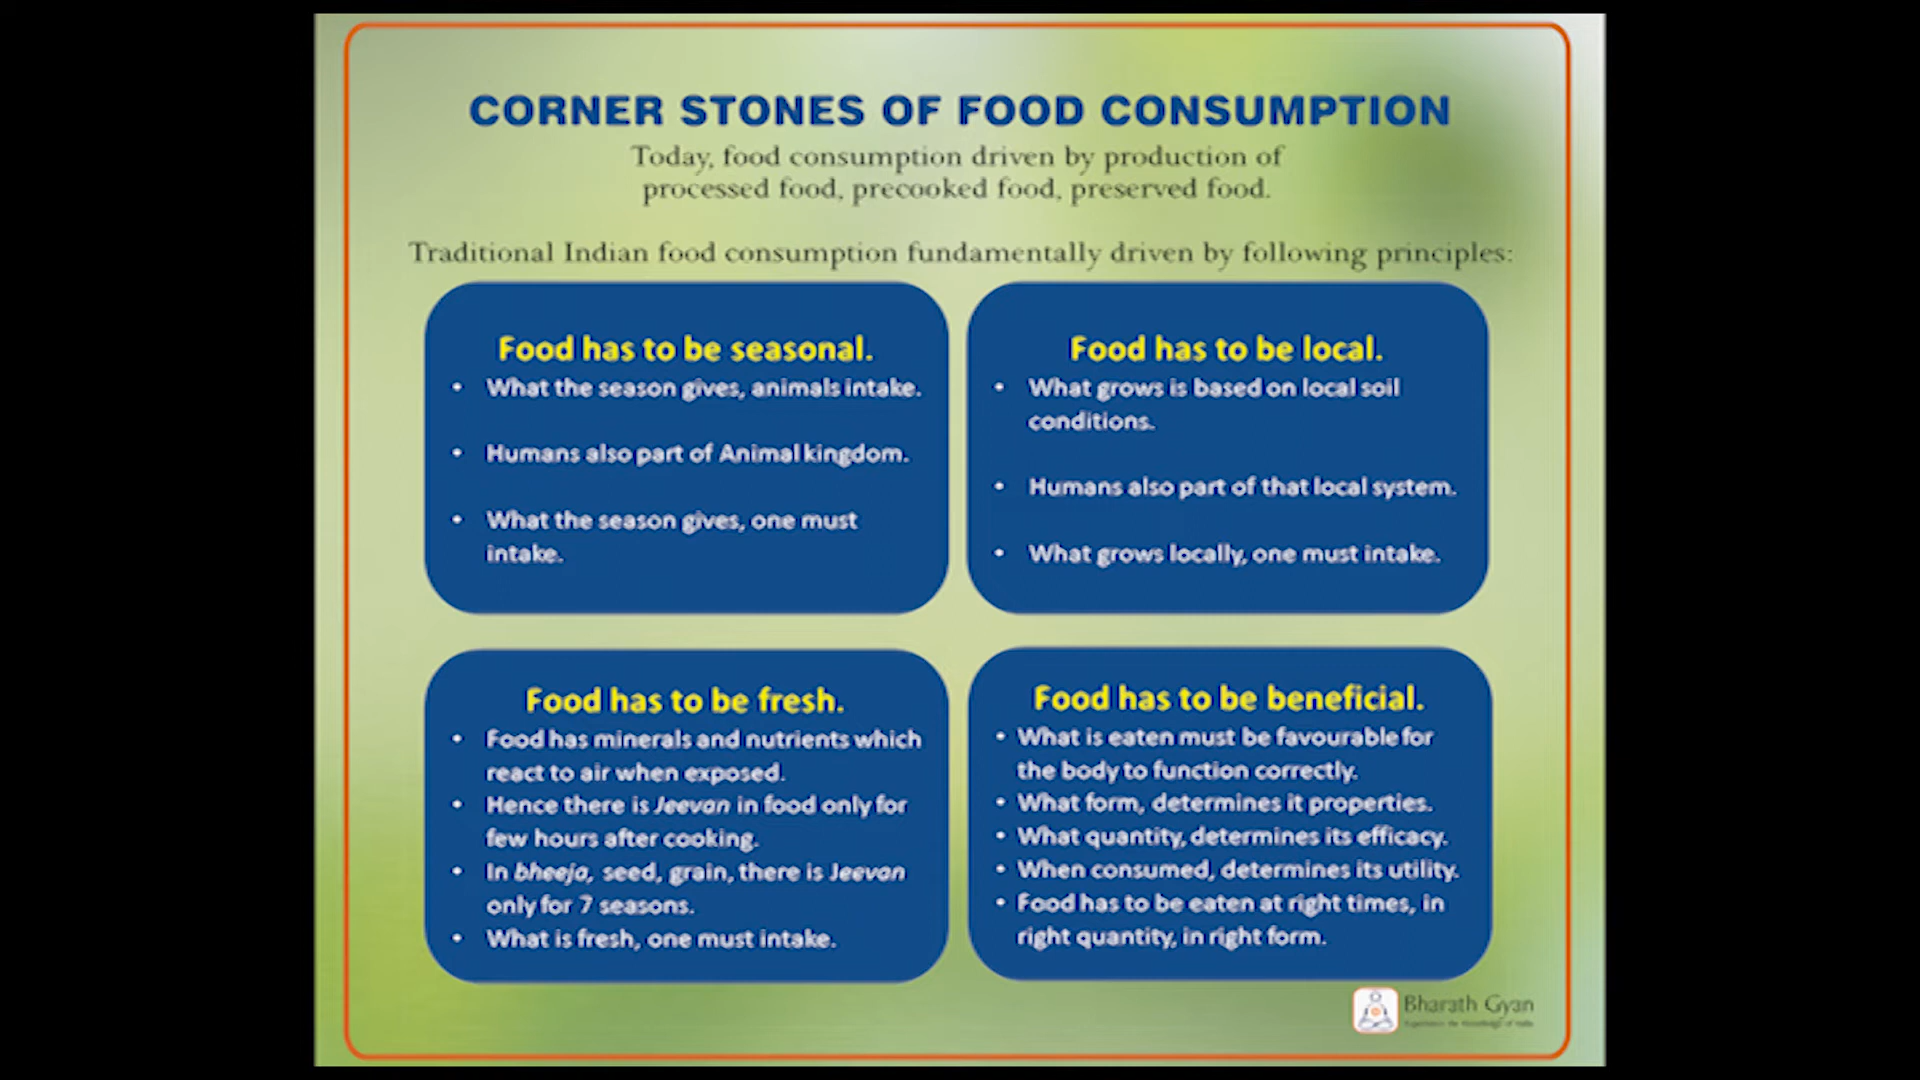 CORNER STONES OF FOOD CONSUMPTION
Today, food consumption driven by production of
processed food, precooked food, preserved food.
Traditional Indian food consumption fundamentally driven by following principles:
Food has to be seasonal.
• What the season gives, animals intake.
• Humans also part of Animal kingdom.
• What the season gives, one must
intake.
Food has to be local.
• What grows is based on local soil
conditions.
• Humans also part of that local system.
• What grows locally, one must intake.
Food has to be fresh.
• Food has minerals and nutrients which
react to air when exposed.
• Hence there is Jeevan in food only for
few hours after cooking.
• In bheeja, seed, grain, there is Jeevan
only for 7 seasons.
• What is fresh, one must intake.
Food has to be beneficial.
• What is eaten must be favourable for
the body to function correctly.
• What form, determines it properties.
• What quantity, determines its efficacy.
• When consumed, determines its utility.
• Food has to be eaten at right times, in
right quantity, in right form.
Bharath Gyan